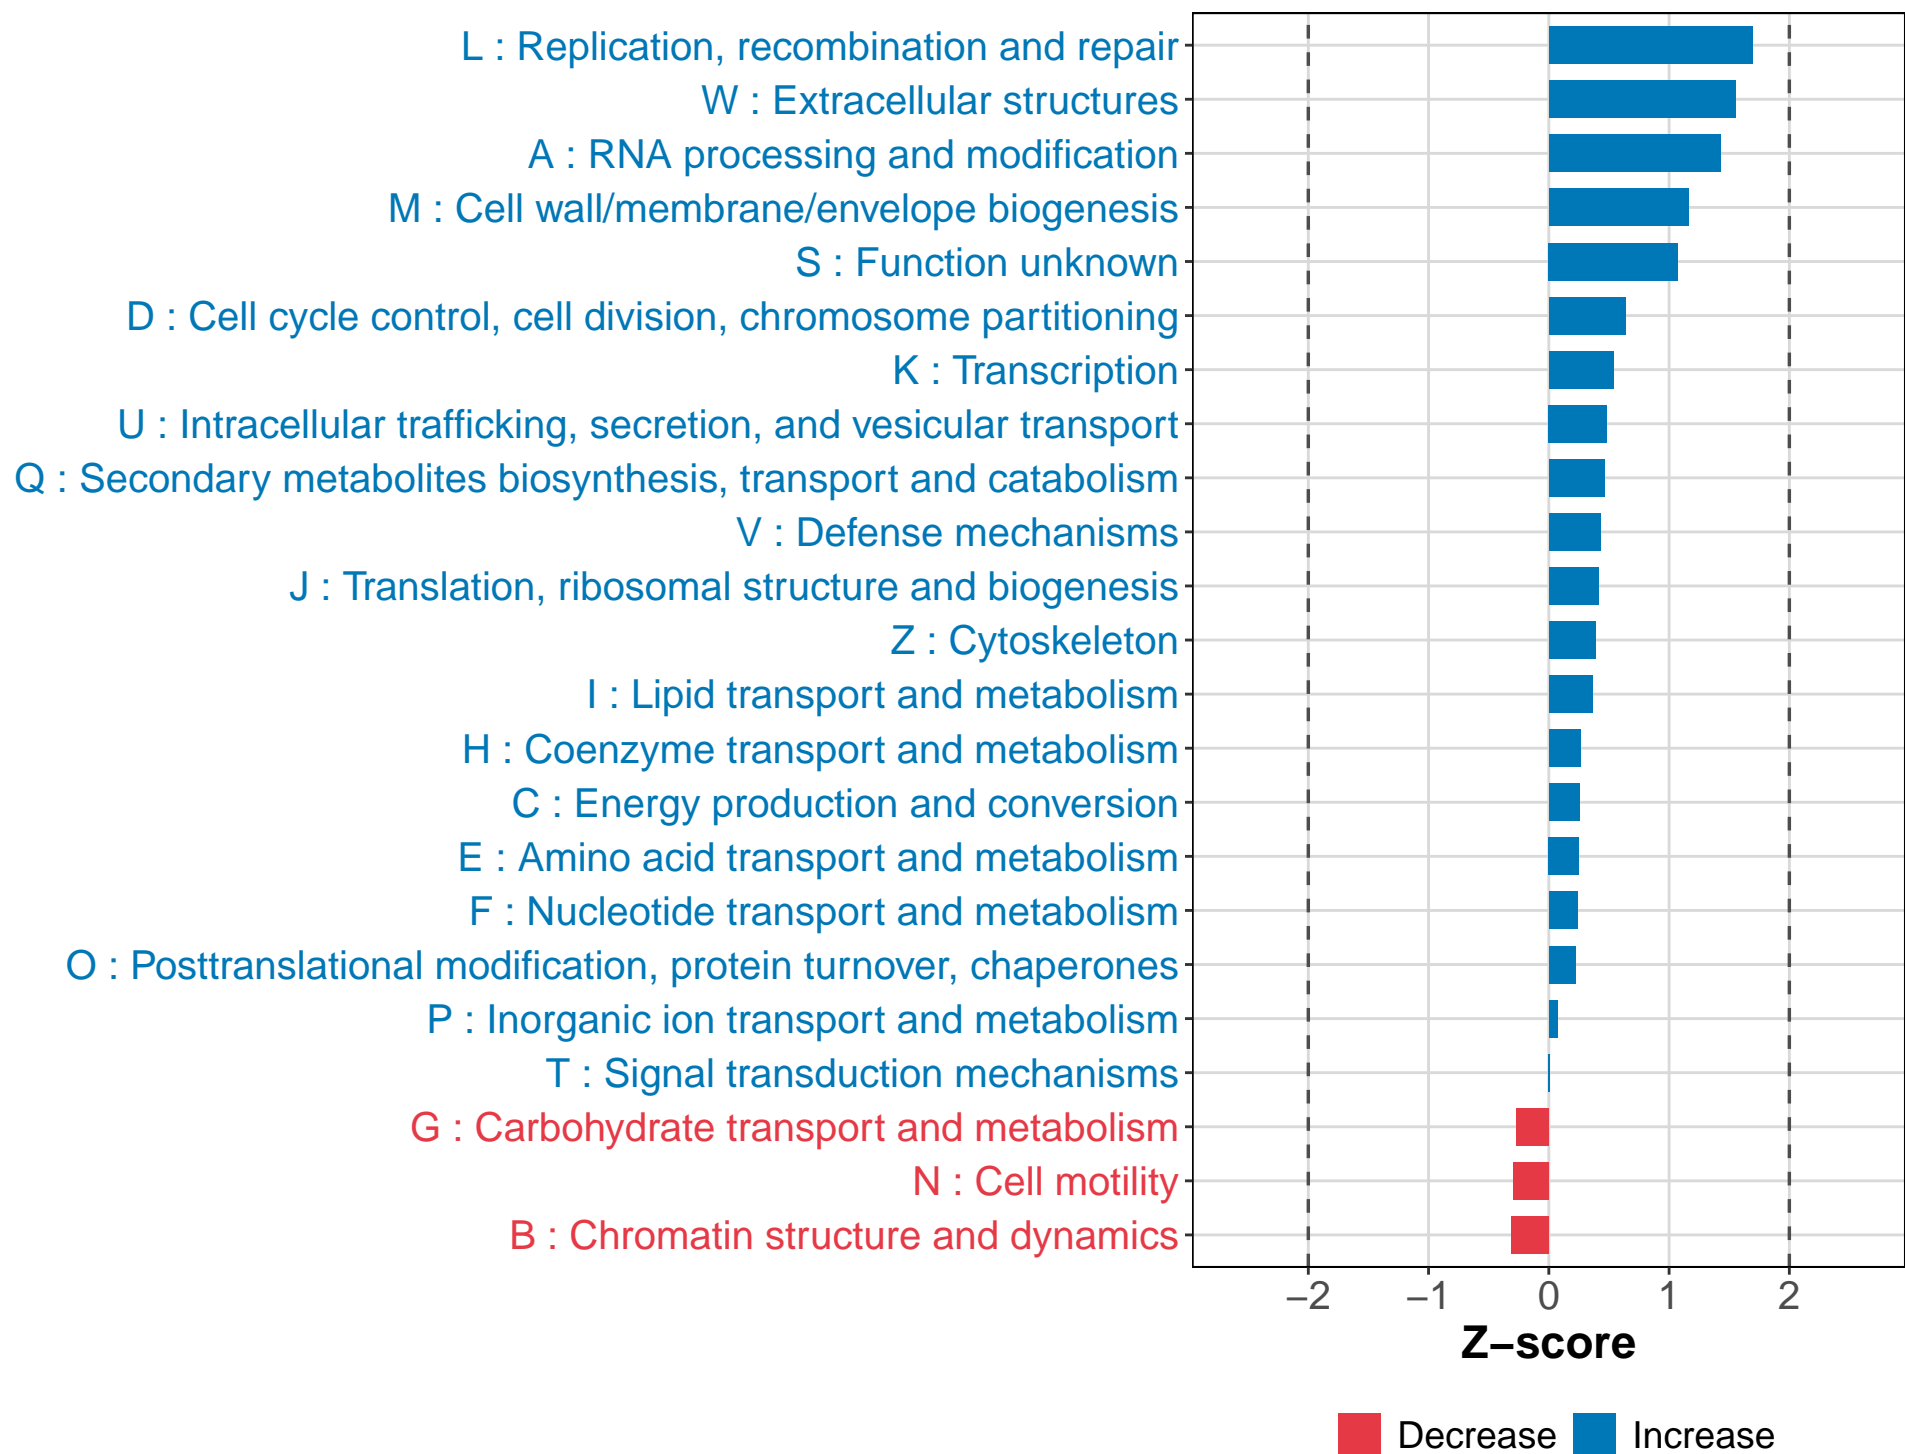 L : Replication, recombination and repair
W : Extracellular structures
A : RNA processing and modification
M : Cell wall/membrane/envelope biogenesis
S : Function unknown
D : Cell cycle control, cell division, chromosome partitioning
K : Transcription
U : Intracellular trafficking, secretion, and vesicular transport
Q : Secondary metabolites biosynthesis, transport and catabolism
V : Defense mechanisms
J : Translation, ribosomal structure and biogenesis
Z : Cytoskeleton
I : Lipid transport and metabolism
H : Coenzyme transport and metabolism
C : Energy production and conversion
E : Amino acid transport and metabolism
F : Nucleotide transport and metabolism
O : Posttranslational modification, protein turnover, chaperones
P : Inorganic ion transport and metabolism
T : Signal transduction mechanisms
G : Carbohydrate transport and metabolism
N : Cell motility
B : Chromatin structure and dynamics
−2 −1 0 1 2
Z−score
Decrease Increase